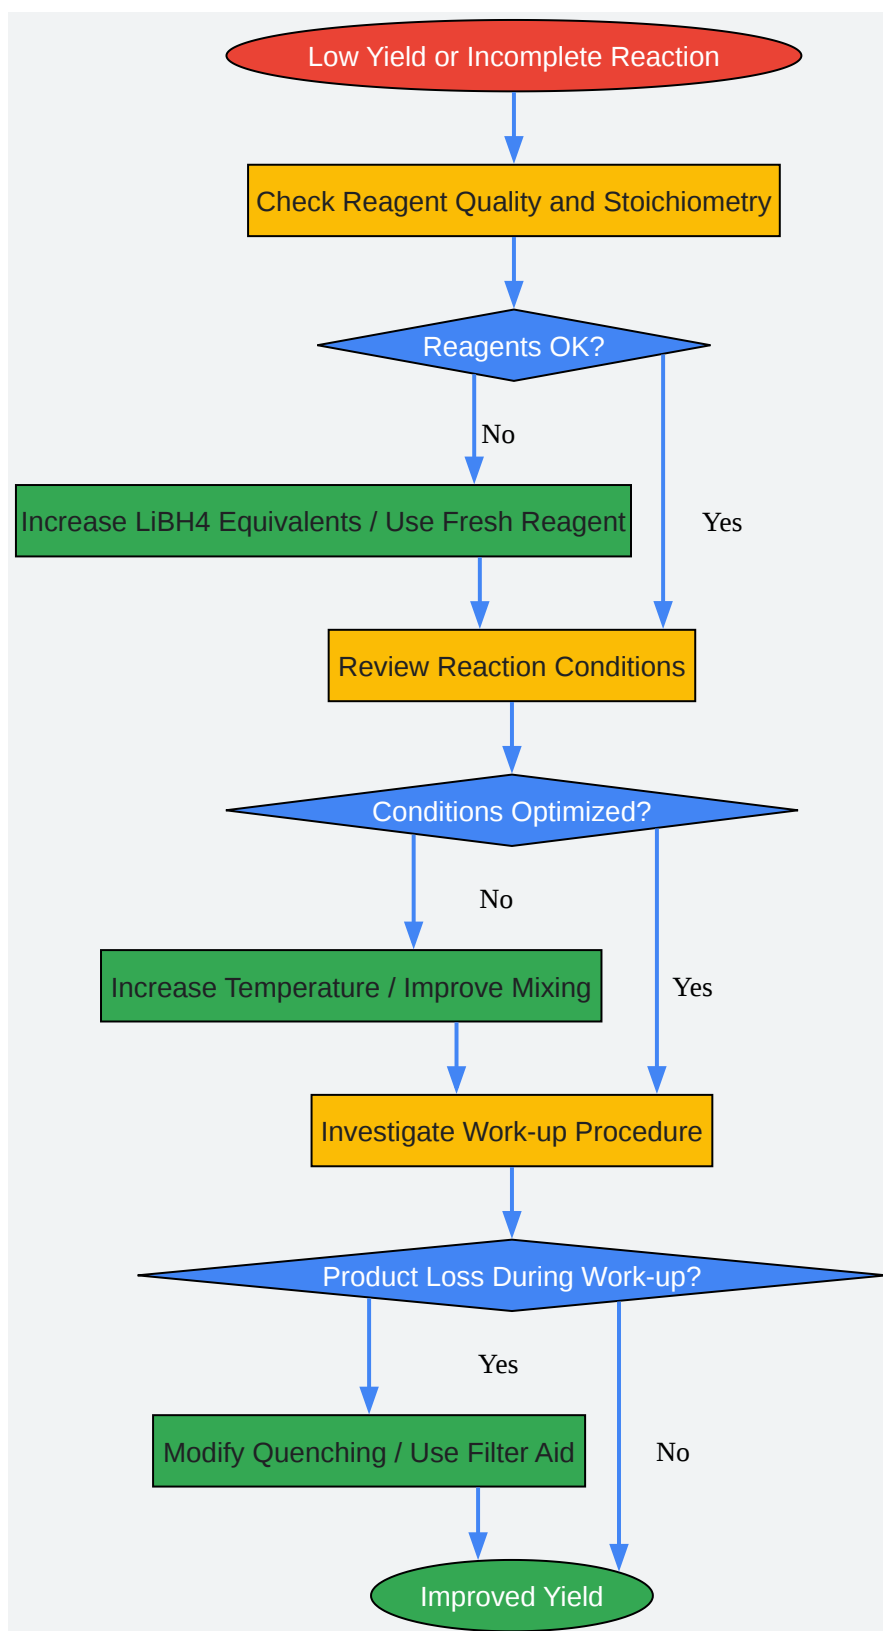 Low Yield or Incomplete Reaction
Check Reagent Quality and Stoichiometry
Reagents OK?
No
Increase LiBH4 Equivalents / Use Fresh Reagent
Yes
Review Reaction Conditions
Conditions Optimized?
No
Increase Temperature / Improve Mixing
Yes
Investigate Work-up Procedure
Product Loss During Work-up?
Yes
Modify Quenching / Use Filter Aid
No
Improved Yield